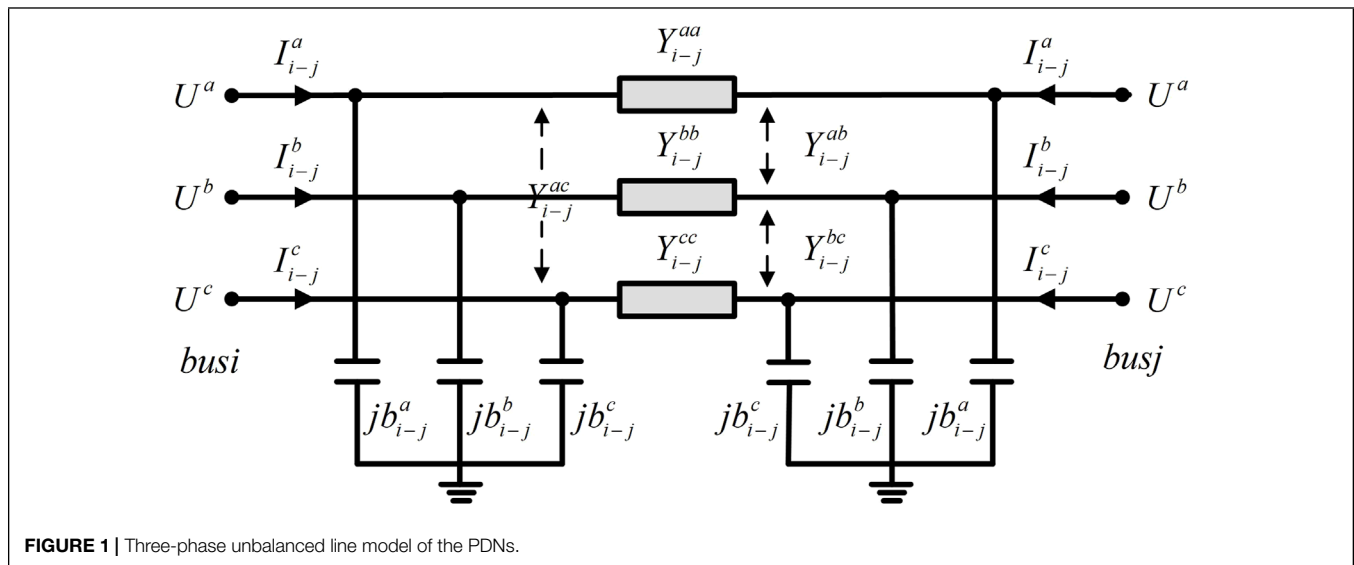 I^a_{i-j} Y^{aa}_{i-j} I^a_{i-j}
U^a U^a
I^b_{i-j} Y^{bb}_{i-j} Y^{ab}_{i-j} I^b_{i-j}
U^b Y^{ac}_{i-j} U^b
I^c_{i-j} Y^{cc}_{i-j} Y^{bc}_{i-j} I^c_{i-j}
U^c U^c
busi busj
jb^a_{i-j} jb^b_{i-j} jb^c_{i-j} jb^c_{i-j} jb^b_{i-j} jb^a_{i-j}
FIGURE 1 | Three-phase unbalanced line model of the PDNs.